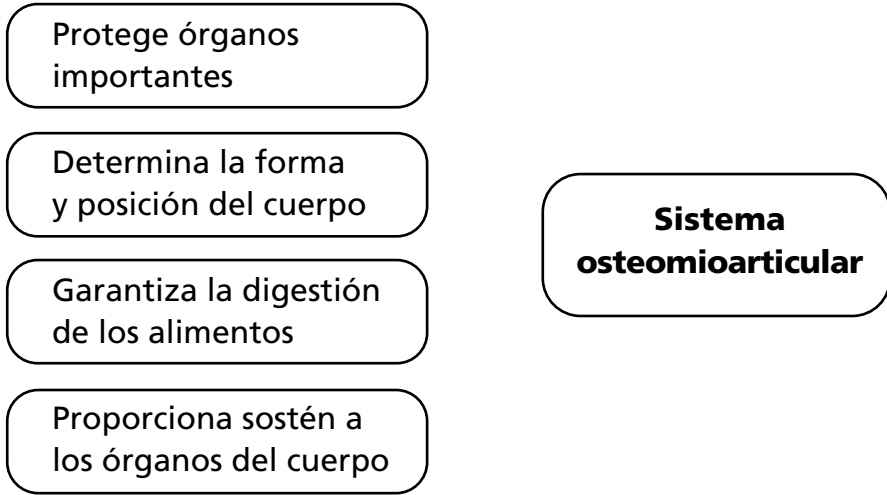 Protege órganos
importantes
Determina la forma
y posición del cuerpo
Garantiza la digestión
de los alimentos
Proporciona sostén a
los órganos del cuerpo
Sistema
osteomioarticular